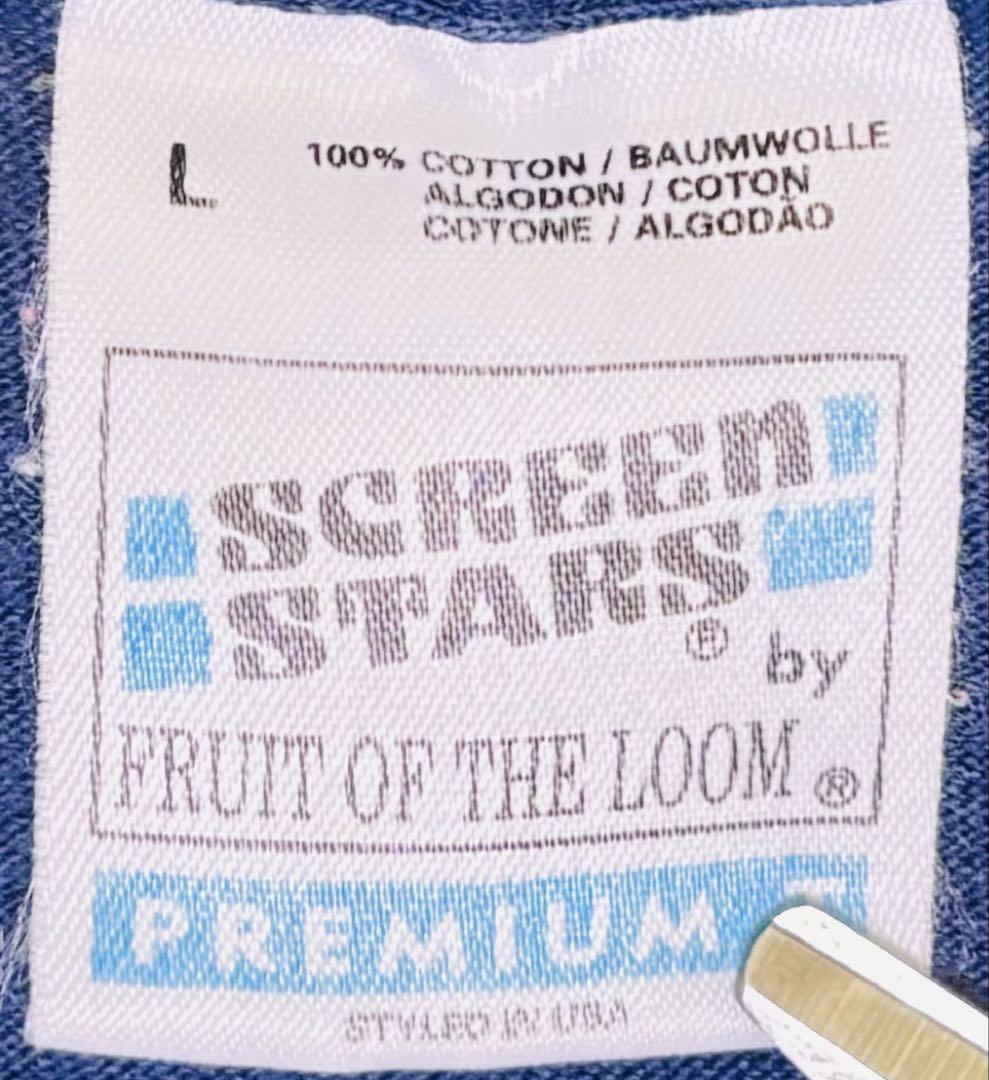 L 100% COTTON / BAUMWOLLE
ALGODON / COTON
COTONE / ALGODÃO
SCREEN
STARS ® by
FRUIT OF THE LOOM ®
PREMIUM
STYLED IN USA